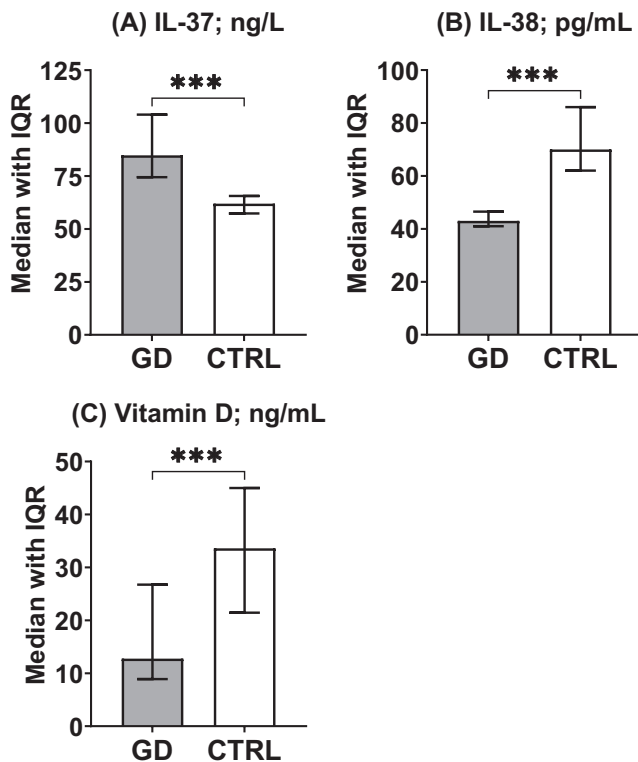 (A) IL-37; ng/L
Median with IQR
125
100
75
50
25
0
***
GD CTRL
(B) IL-38; pg/mL
Median with IQR
100
80
60
40
20
0
***
GD CTRL
(C) Vitamin D; ng/mL
Median with IQR
50
40
30
20
10
0
***
GD CTRL